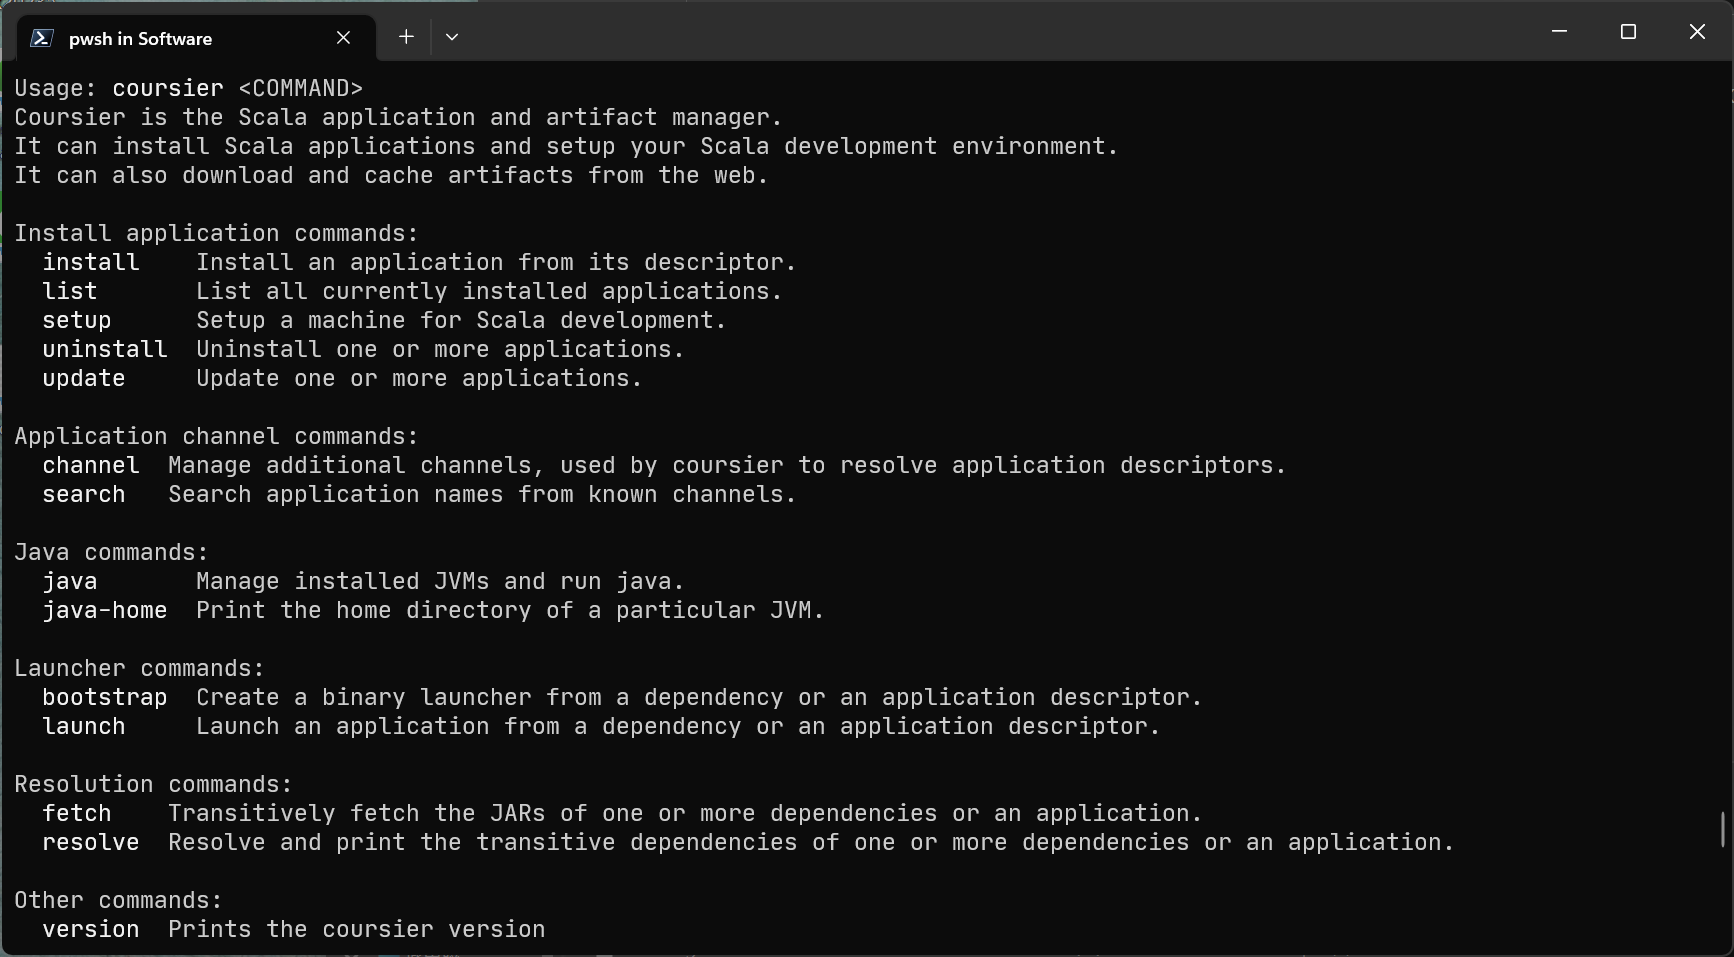 pwsh in Software
Usage: coursier <COMMAND>
Coursier is the Scala application and artifact manager.
It can install Scala applications and setup your Scala development environment.
It can also download and cache artifacts from the web.
Install application commands:
install    Install an application from its descriptor.
list       List all currently installed applications.
setup      Setup a machine for Scala development.
uninstall  Uninstall one or more applications.
update     Update one or more applications.
Application channel commands:
channel  Manage additional channels, used by coursier to resolve application descriptors.
search   Search application names from known channels.
Java commands:
java       Manage installed JVMs and run java.
java-home  Print the home directory of a particular JVM.
Launcher commands:
bootstrap  Create a binary launcher from a dependency or an application descriptor.
launch     Launch an application from a dependency or an application descriptor.
Resolution commands:
fetch    Transitively fetch the JARs of one or more dependencies or an application.
resolve  Resolve and print the transitive dependencies of one or more dependencies or an application.
Other commands:
version  Prints the coursier version